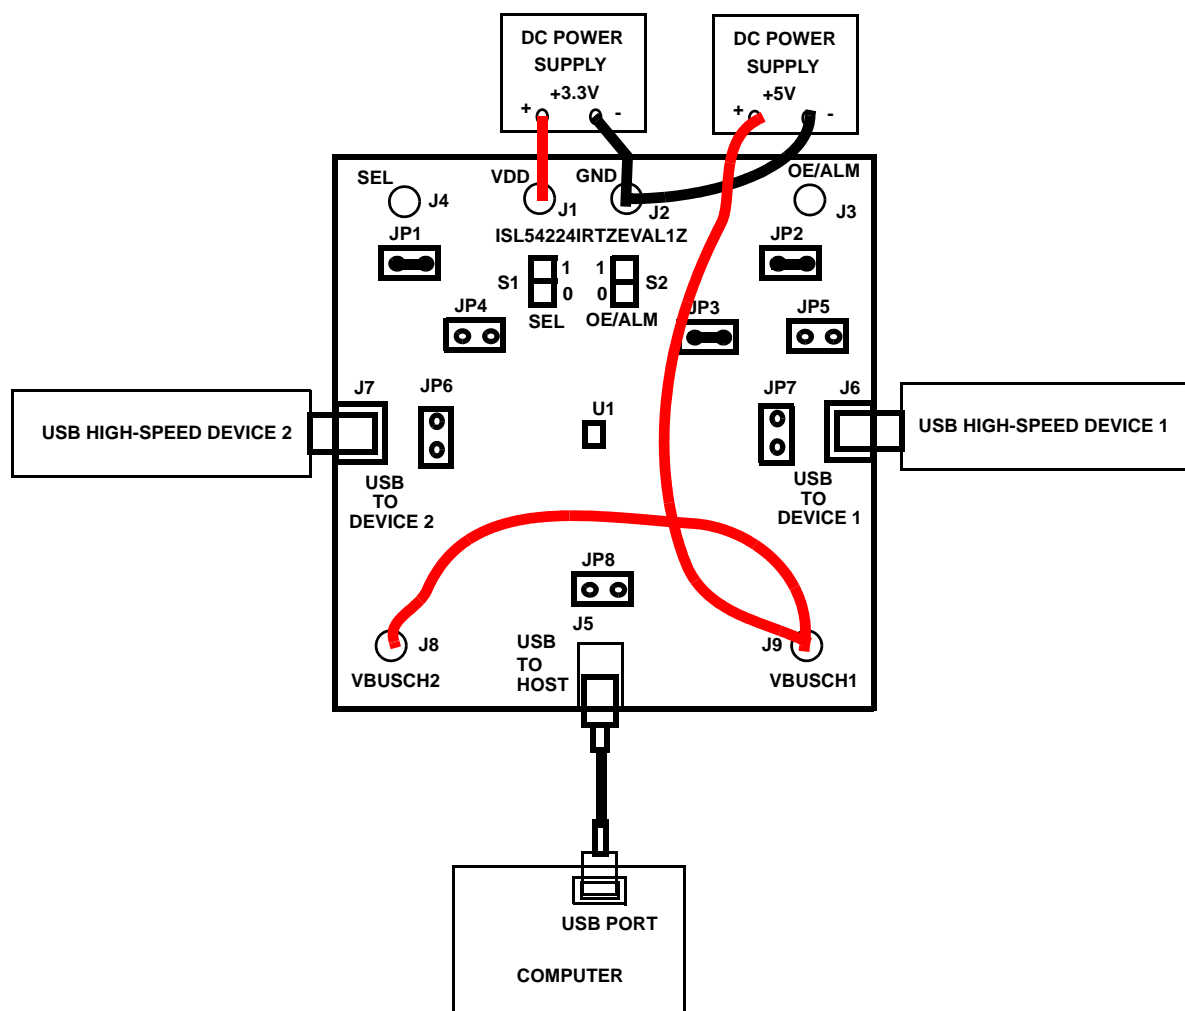 DC POWER
SUPPLY
+3.3V
+ -
DC POWER
SUPPLY
+5V
+ -
SEL
J4
VDD
J1
GND
J2
OE/ALM
J3
ISL54224IRTZEVAL1Z
JP1
JP2
S1
1
0
SEL
1
0
S2
OE/ALM
JP4
JP3
JP5
J7
JP6
U1
JP7
J6
USB HIGH-SPEED DEVICE 2
USB HIGH-SPEED DEVICE 1
USB
TO
DEVICE 2
USB
TO
DEVICE 1
JP8
J5
USB
TO
HOST
J8
VBUSCH2
J9
VBUSCH1
USB PORT
COMPUTER